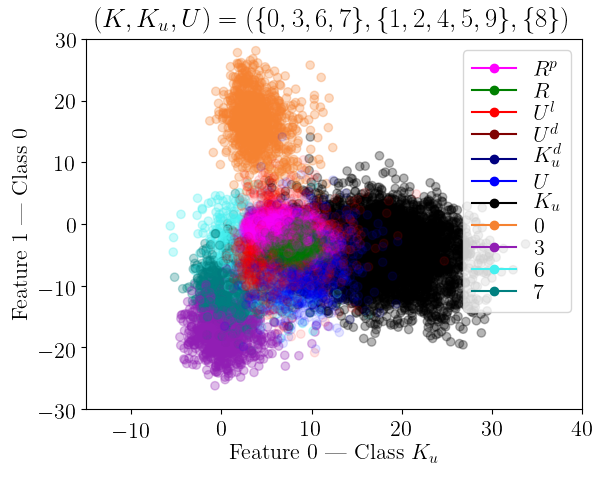 (K, K_u, U) = ({0, 3, 6, 7}, {1, 2, 4, 5, 9}, {8})
30
20
10
0
−10
−20
−30
Feature 1 — Class 0
R^p
R
U^l
U^d
K_u^d
U
K_u
0
3
6
7
−10
0
10
20
30
40
Feature 0 — Class K_u